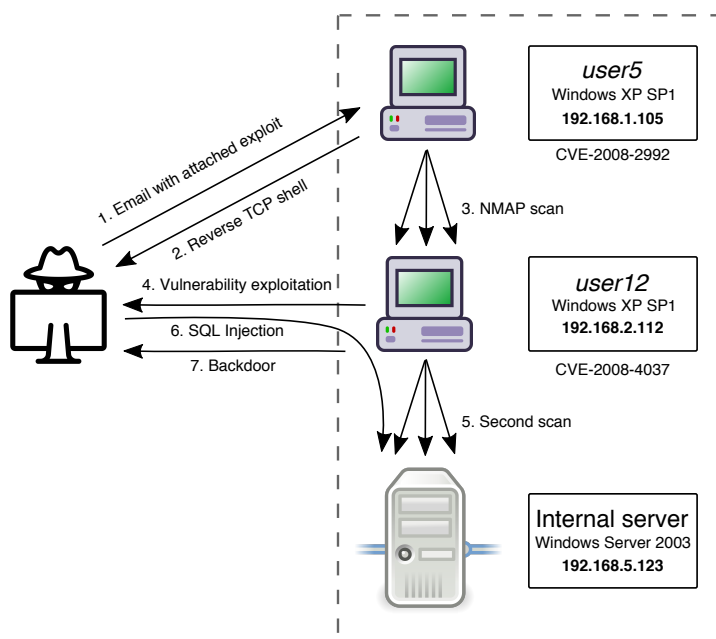 user5
Windows XP SP1
192.168.1.105
CVE-2008-2992
1. Email with attached exploit
2. Reverse TCP shell
3. NMAP scan
4. Vulnerability exploitation
user12
Windows XP SP1
192.168.2.112
CVE-2008-4037
6. SQL Injection
7. Backdoor
5. Second scan
Internal server
Windows Server 2003
192.168.5.123